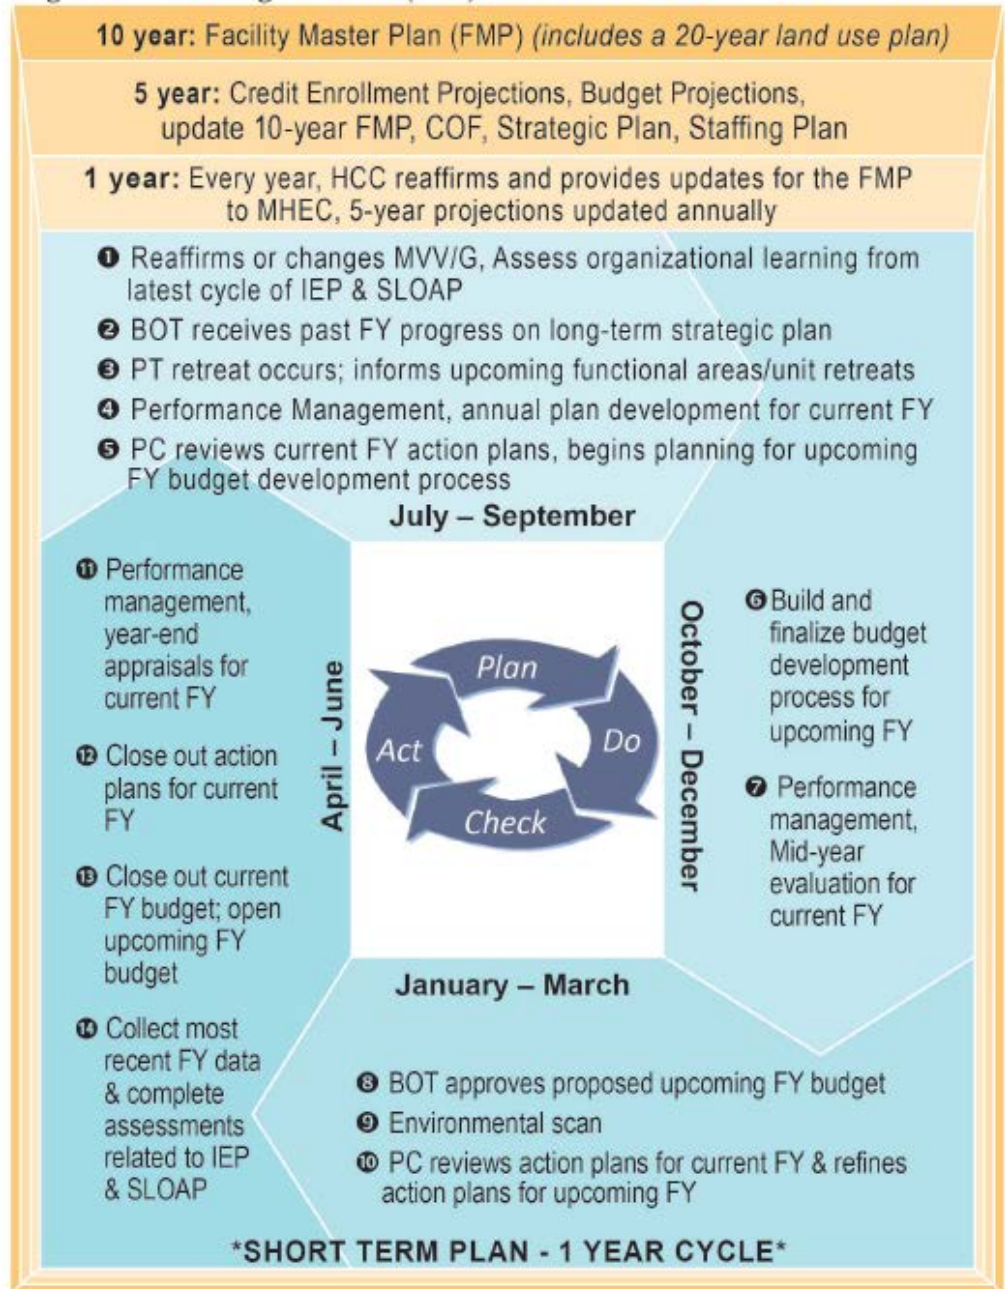 10 year: Facility Master Plan (FMP) (includes a 20-year land use plan)
5 year: Credit Enrollment Projections, Budget Projections,
update 10-year FMP, COF, Strategic Plan, Staffing Plan
1 year: Every year, HCC reaffirms and provides updates for the FMP
to MHEC, 5-year projections updated annually
❶ Reaffirms or changes MVV/G, Assess organizational learning from
latest cycle of IEP & SLOAP
❷ BOT receives past FY progress on long-term strategic plan
❸ PT retreat occurs; informs upcoming functional areas/unit retreats
❹ Performance Management, annual plan development for current FY
❺ PC reviews current FY action plans, begins planning for upcoming
FY budget development process
July – September
October – December
❻ Build and
finalize budget
development
process for
upcoming FY
❼ Performance
management,
Mid-year
evaluation for
current FY
January – March
❽ BOT approves proposed upcoming FY budget
❾ Environmental scan
❿ PC reviews action plans for current FY & refines
action plans for upcoming FY
April – June
⓫ Performance
management,
year-end
appraisals for
current FY
⓬ Close out action
plans for current
FY
⓭ Close out current
FY budget; open
upcoming FY
budget
⓮ Collect most
recent FY data
& complete
assessments
related to IEP
& SLOAP
Plan
Do
Check
Act
*SHORT TERM PLAN - 1 YEAR CYCLE*